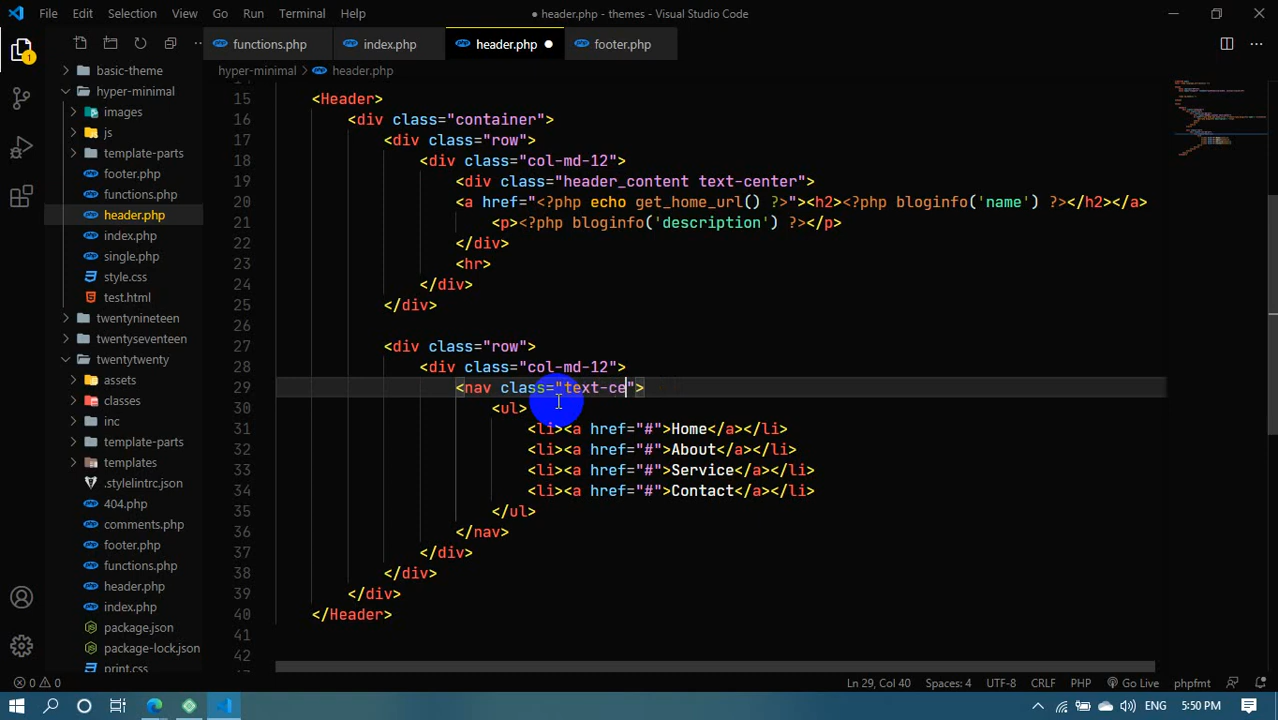 File Edit Selection View Go Run Terminal Help
● header.php - themes - Visual Studio Code
functions.php index.php header.php ● footer.php
hyper-minimal > header.php
1
basic-theme
hyper-minimal
images
js
template-parts
footer.php
functions.php
header.php
index.php
single.php
style.css
test.html
twentynineteen
twentyseventeen
twentytwenty
assets
classes
inc
template-parts
templates
.stylelintrc.json
404.php
comments.php
footer.php
functions.php
header.php
index.php
package.json
package-lock.json
print.css
15 <Header>
16 <div class="container">
17 <div class="row">
18 <div class="col-md-12">
19 <div class="header_content text-center">
20 <a href="<?php echo get_home_url() ?>"><h2><?php bloginfo('name') ?></h2></a>
21 <p><?php bloginfo('description') ?></p>
22 </div>
23 <hr>
24 </div>
25 </div>
26
27 <div class="row">
28 <div class="col-md-12">
29 <nav class="text-ce">
30 <ul>
31 <li><a href="#">Home</a></li>
32 <li><a href="#">About</a></li>
33 <li><a href="#">Service</a></li>
34 <li><a href="#">Contact</a></li>
35 </ul>
36 </nav>
37 </div>
38 </div>
39 </div>
40 </Header>
41
42
0 0
Ln 29, Col 40 Spaces: 4 UTF-8 CRLF PHP Go Live phpfmt
ENG 5:50 PM